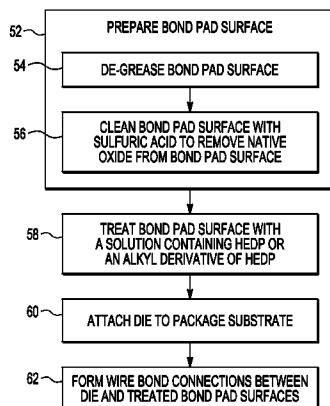 52
PREPARE BOND PAD SURFACE
54
DE-GREASE BOND PAD SURFACE
56
CLEAN BOND PAD SURFACE WITH
SULFURIC ACID TO REMOVE NATIVE
OXIDE FROM BOND PAD SURFACE
58
TREAT BOND PAD SURFACE WITH
A SOLUTION CONTAINING HEDP OR
AN ALKYL DERIVATIVE OF HEDP
60
ATTACH DIE TO PACKAGE SUBSTRATE
62
FORM WIRE BOND CONNECTIONS BETWEEN
DIE AND TREATED BOND PAD SURFACES